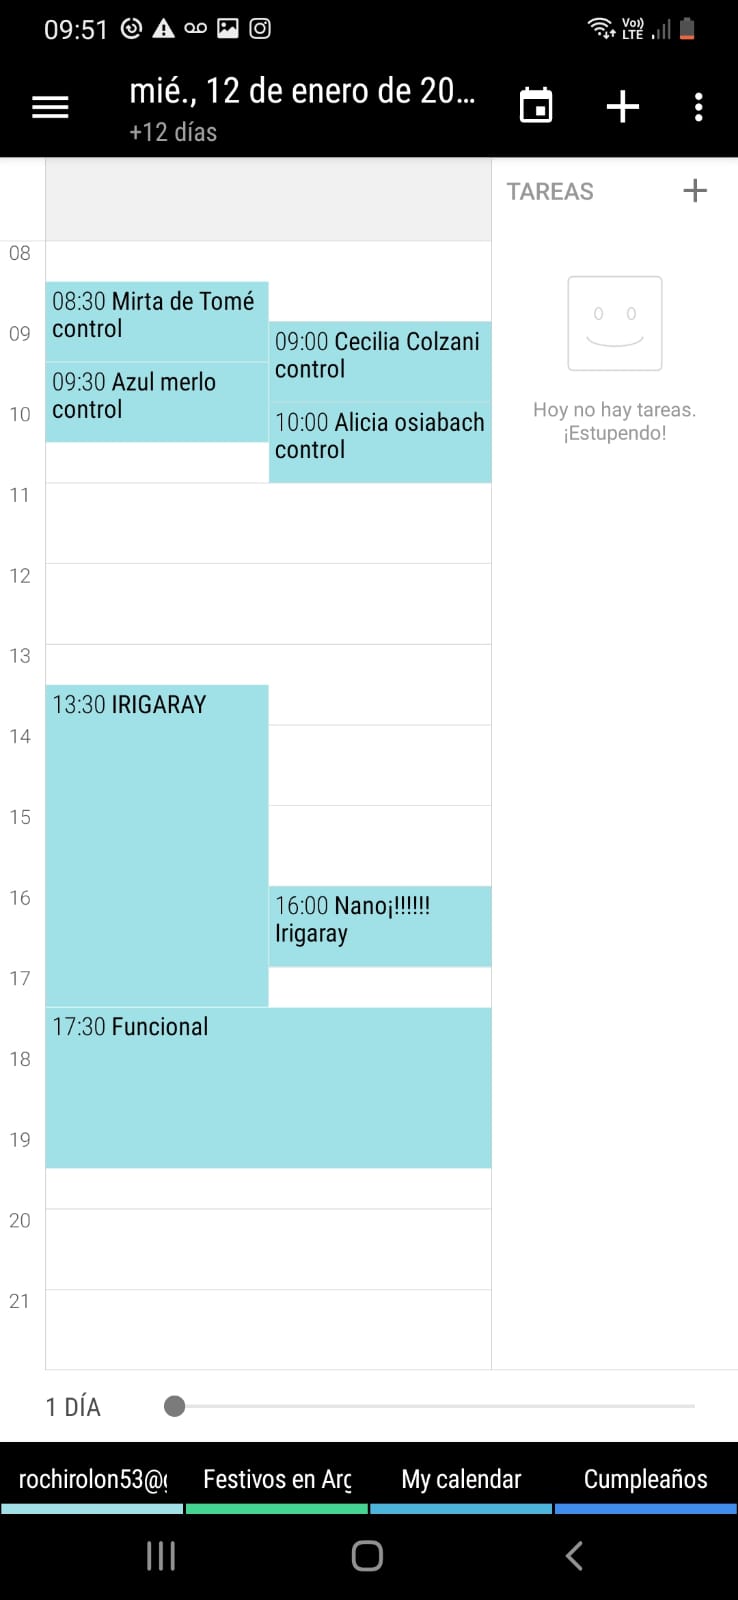 09:51
Vo)) LTE
mié., 12 de enero de 20...
+12 días
TAREAS
08
09
10
11
12
13
14
15
16
17
18
19
20
21
08:30 Mirta de Tomé
control
09:00 Cecilia Colzani
control
09:30 Azul merlo
control
10:00 Alicia osiabach
control
13:30 IRIGARAY
16:00 Nano¡!!!!!!
Irigaray
17:30 Funcional
Hoy no hay tareas.
¡Estupendo!
1 DÍA
rochirolon53@g
Festivos en Arg
My calendar
Cumpleaños